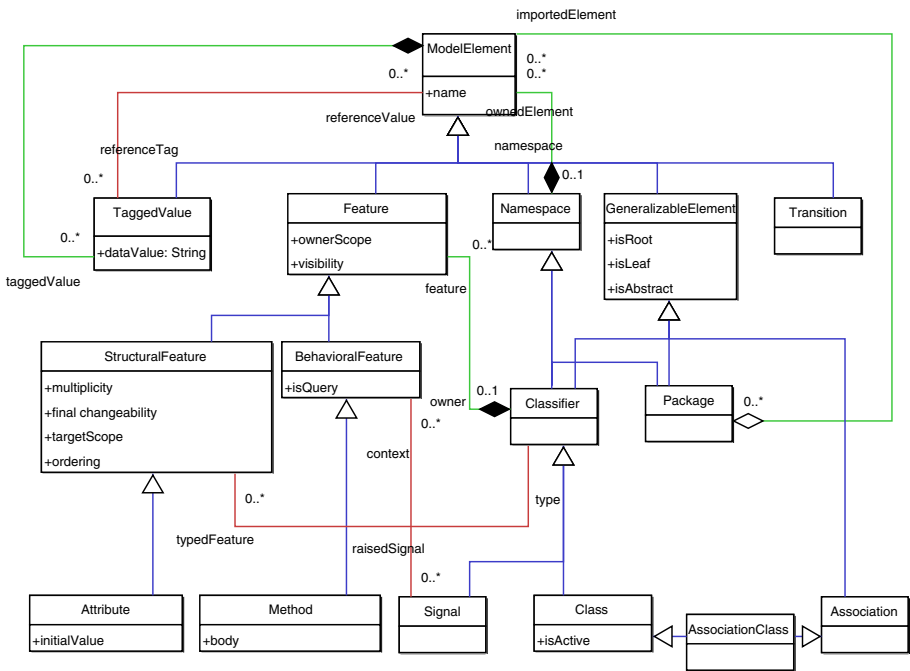 importedElement
ModelElement
0..*
0..*
0..*
+name
ownedElement
referenceValue
namespace
referenceTag
0..*
0..1
TaggedValue
Feature
Namespace
GeneralizableElement
Transition
0..*
+dataValue: String
+ownerScope
+visibility
0..*
+isRoot
+isLeaf
+isAbstract
taggedValue
feature
StructuralFeature
BehavioralFeature
+multiplicity
+final changeability
+targetScope
+ordering
+isQuery
owner
0..1
0..*
Classifier
Package
0..*
context
0..*
type
typedFeature
raisedSignal
0..*
Attribute
+initialValue
Method
+body
Signal
Class
+isActive
AssociationClass
Association